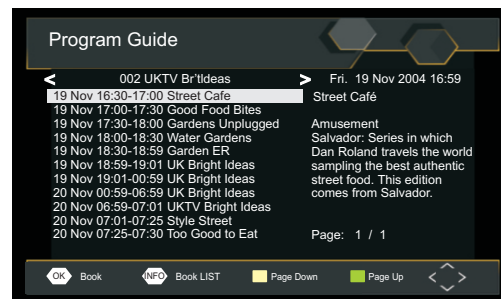 Program Guide
< 002 UKTV Br'tIdeas > Fri. 19 Nov 2004 16:59
19 Nov 16:30-17:00 Street Cafe
19 Nov 17:00-17:30 Good Food Bites
19 Nov 17:30-18:30 Gardens Unplugged
19 Nov 18:00-18:30 Water Gardens
19 Nov 18:30-18:59 Garden ER
19 Nov 18:59-19:01 UK Bright Ideas
19 Nov 19:01-00:59 UK Bright Ideas
20 Nov 00:59-06:59 UK Bright Ideas
20 Nov 06:59-07:01 UKTV Bright Ideas
20 Nov 07:01-07:25 Style Street
20 Nov 07:25-07:30 Too Good to Eat
Street Café
Amusement
Salvador: Series in which
Dan Roland travels the world
sampling the best authentic
street food. This edition
comes from Salvador.
Page: 1 / 1
OK Book INFO Book LIST Page Down Page Up